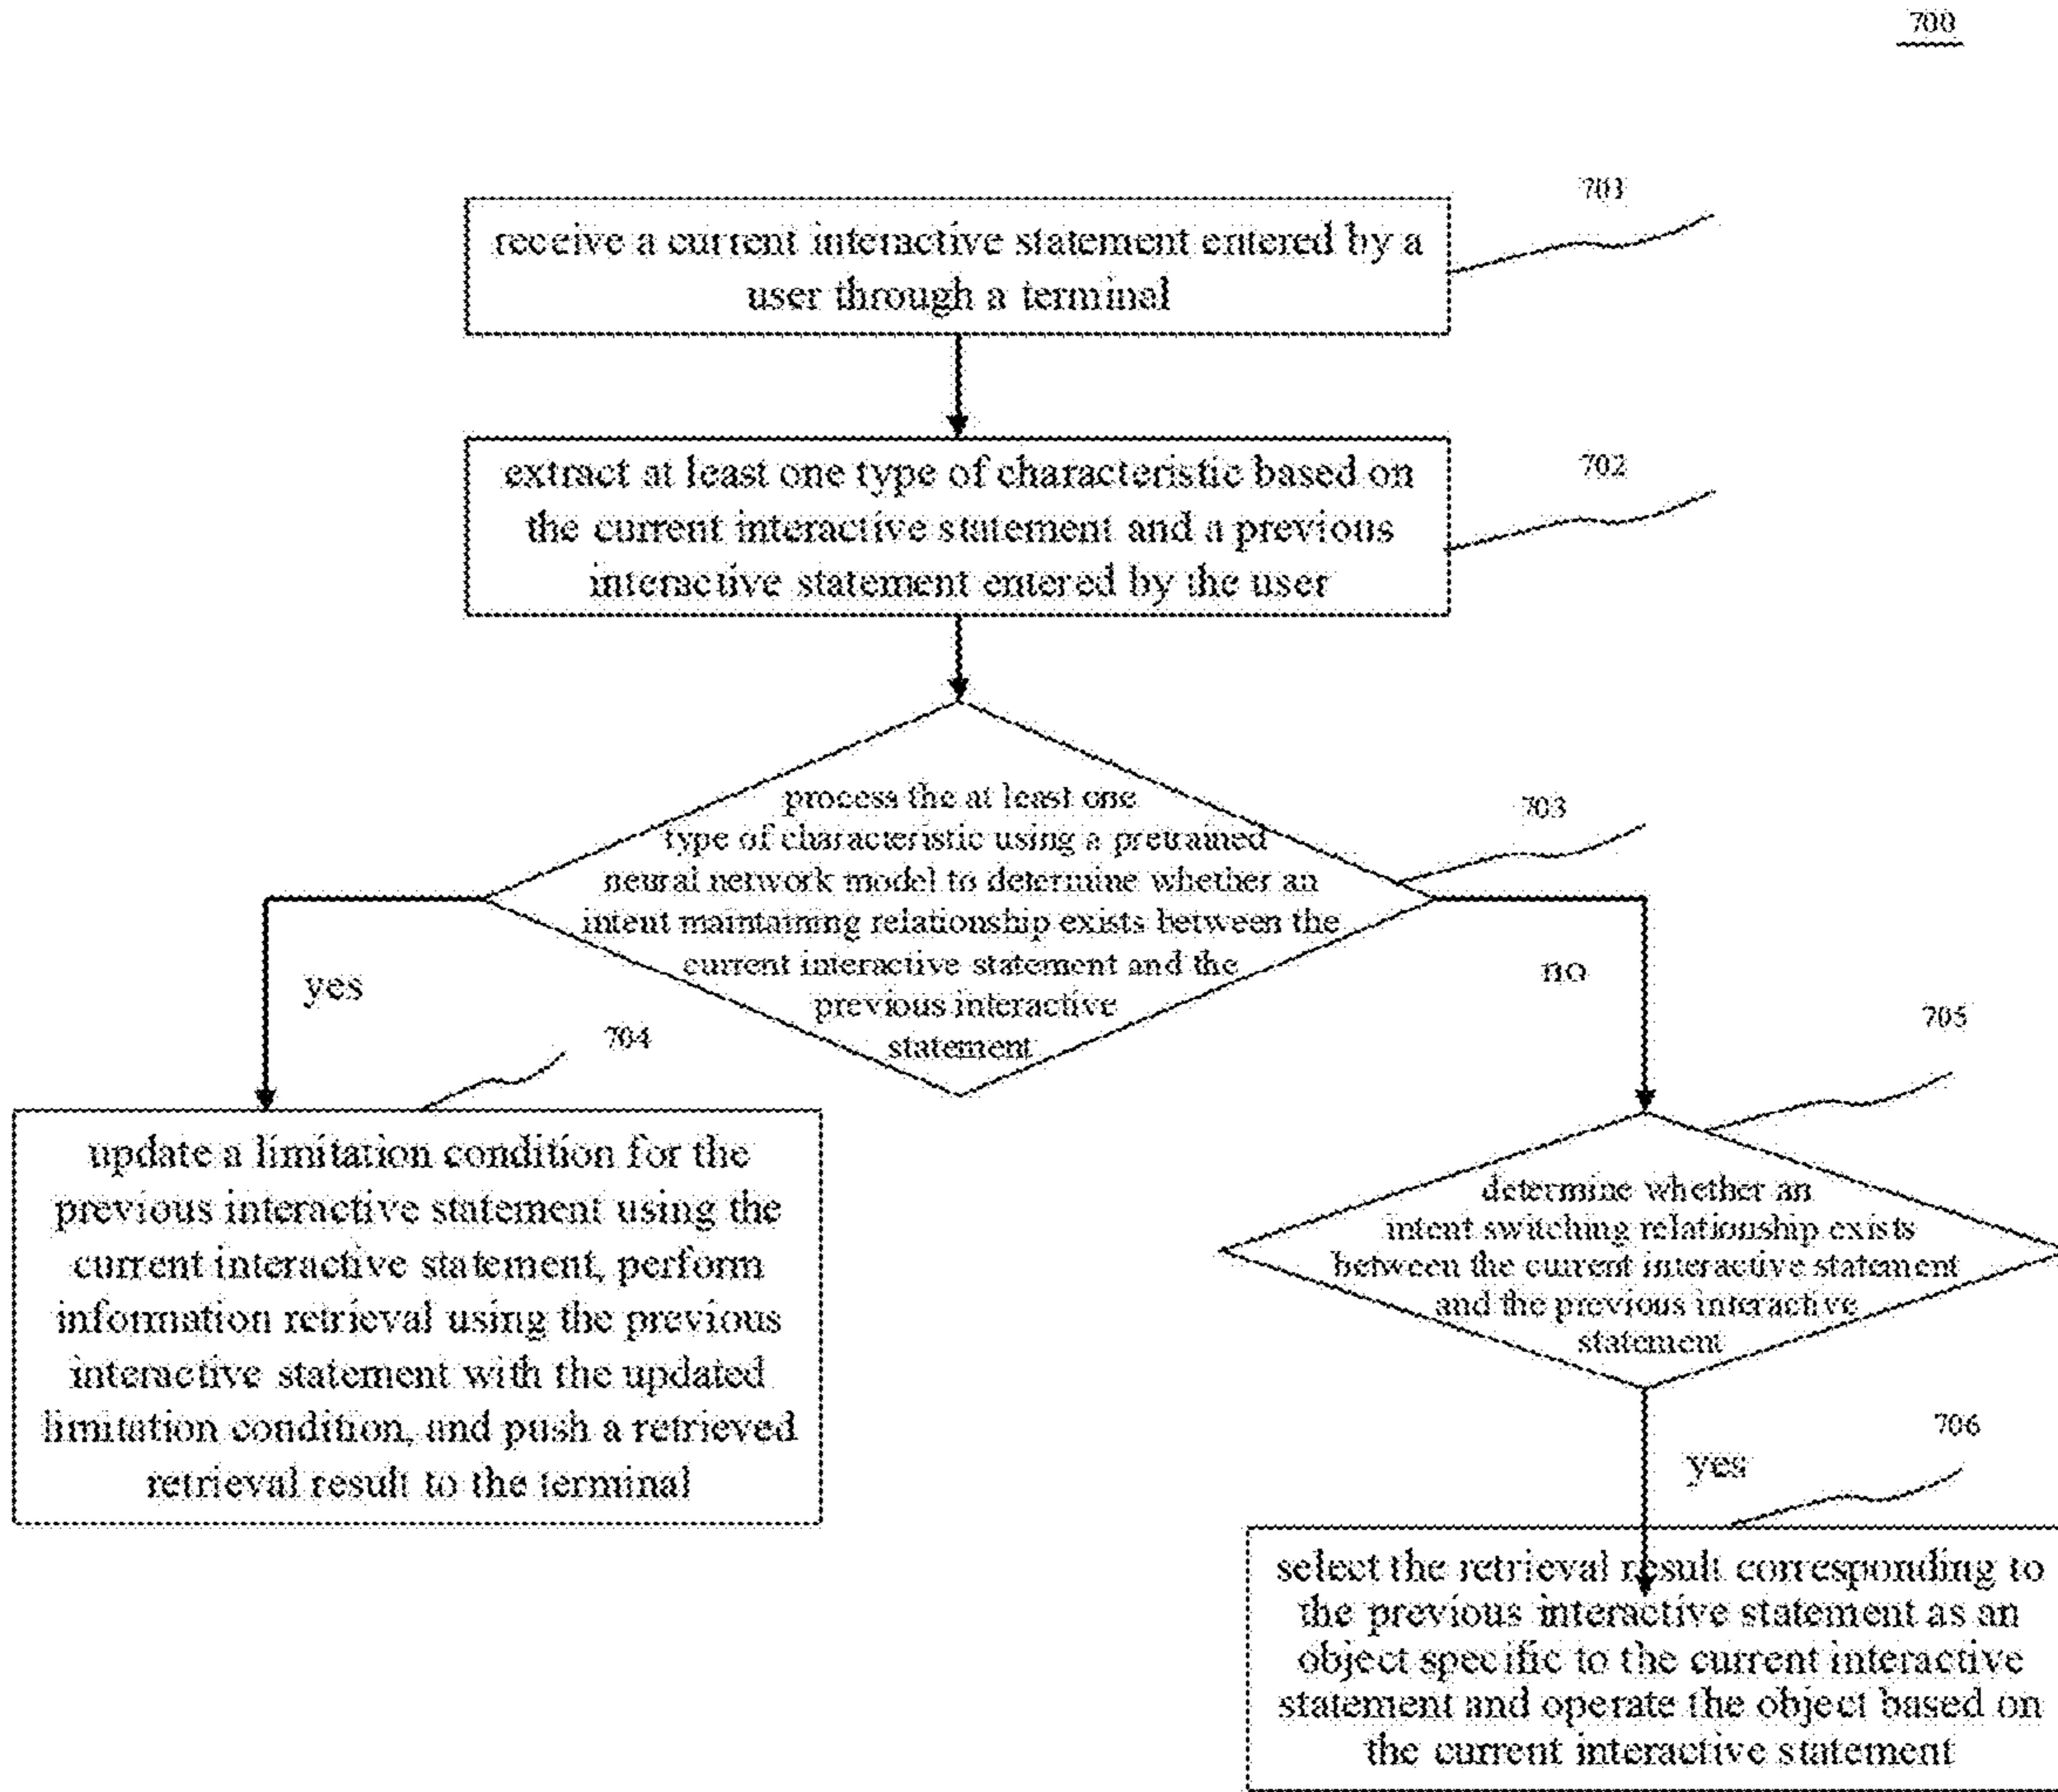 700
701
receive a current interactive statement entered by a
user through a terminal
702
extract at least one type of characteristic based on
the current interactive statement and a previous
interactive statement entered by the user
703
process the at least one
type of characteristic using a pretrained
neural network model to determine whether an
intent maintaining relationship exists between the
current interactive statement and the
previous interactive
statement
yes
no
704
705
update a limitation condition for the
previous interactive statement using the
current interactive statement, perform
information retrieval using the previous
interactive statement with the updated
limitation condition, and push a retrieved
retrieval result to the terminal
determine whether an
intent switching relationship exists
between the current interactive statement
and the previous interactive
statement
706
yes
select the retrieval result corresponding to
the previous interactive statement as an
object specific to the current interactive
statement and operate the object based on
the current interactive statement